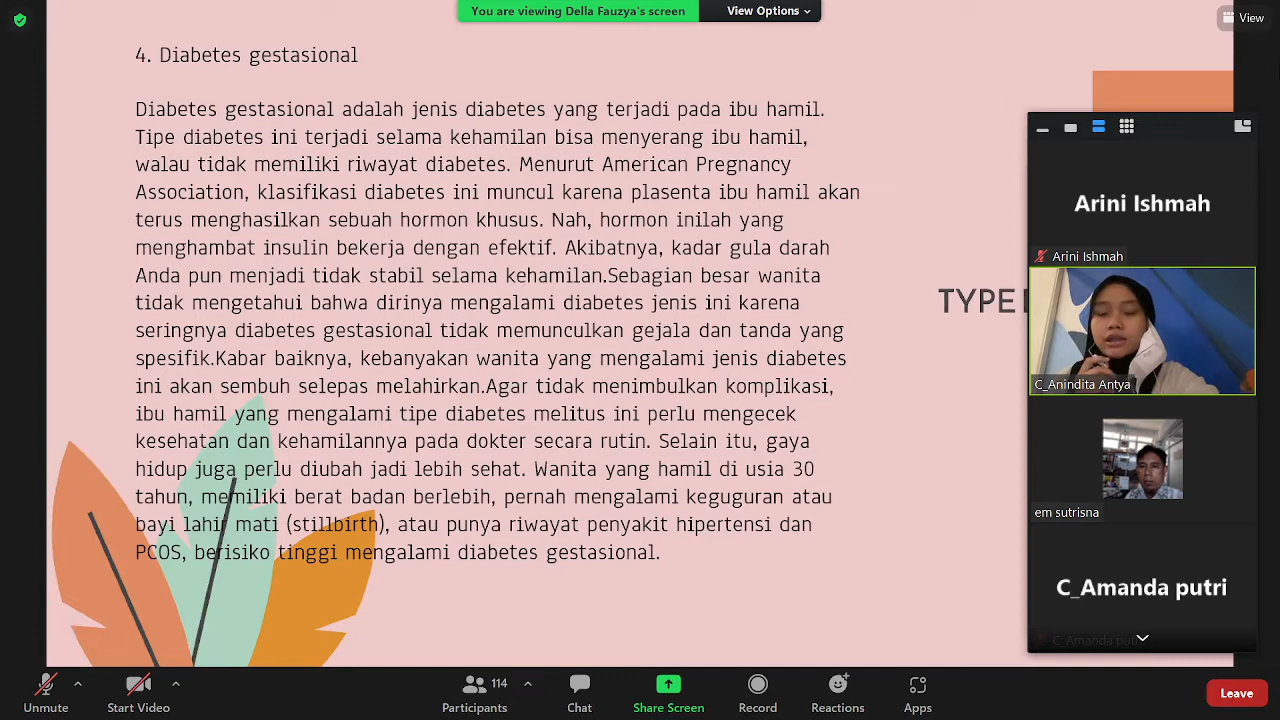 You are viewing Della Fauzya's screen
View Options
View
4. Diabetes gestasional
Diabetes gestasional adalah jenis diabetes yang terjadi pada ibu hamil.
Tipe diabetes ini terjadi selama kehamilan bisa menyerang ibu hamil,
walau tidak memiliki riwayat diabetes. Menurut American Pregnancy
Association, klasifikasi diabetes ini muncul karena plasenta ibu hamil akan
terus menghasilkan sebuah hormon khusus. Nah, hormon inilah yang
menghambat insulin bekerja dengan efektif. Akibatnya, kadar gula darah
Anda pun menjadi tidak stabil selama kehamilan.Sebagian besar wanita
tidak mengetahui bahwa dirinya mengalami diabetes jenis ini karena
seringnya diabetes gestasional tidak memunculkan gejala dan tanda yang
spesifik.Kabar baiknya, kebanyakan wanita yang mengalami jenis diabetes
ini akan sembuh selepas melahirkan.Agar tidak menimbulkan komplikasi,
ibu hamil yang mengalami tipe diabetes melitus ini perlu mengecek
kesehatan dan kehamilannya pada dokter secara rutin. Selain itu, gaya
hidup juga perlu diubah jadi lebih sehat. Wanita yang hamil di usia 30
tahun, memiliki berat badan berlebih, pernah mengalami keguguran atau
bayi lahir mati (stillbirth), atau punya riwayat penyakit hipertensi dan
PCOS, berisiko tinggi mengalami diabetes gestasional.
TYPE
Arini Ishmah
Arini Ishmah
C_Anindita Antya
em sutrisna
C_Amanda putri
C_Amanda put
Unmute
Start Video
Participants
114
Chat
Share Screen
Record
Reactions
Apps
Leave